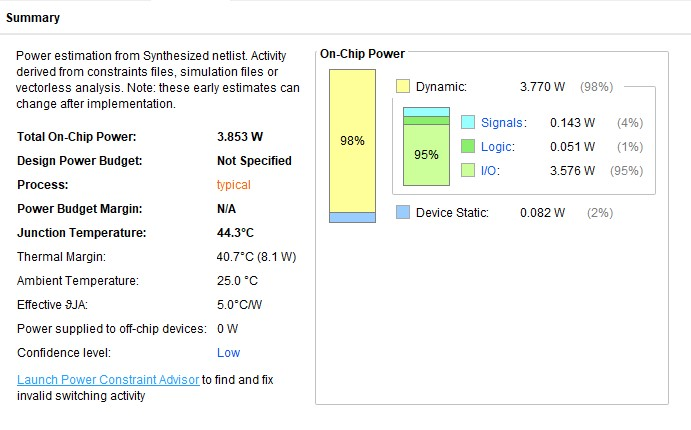 Summary
Power estimation from Synthesized netlist. Activity
derived from constraints files, simulation files or
vectorless analysis. Note: these early estimates can
change after implementation.
Total On-Chip Power: 3.853 W
Design Power Budget: Not Specified
Process: typical
Power Budget Margin: N/A
Junction Temperature: 44.3°C
Thermal Margin: 40.7°C (8.1 W)
Ambient Temperature: 25.0 °C
Effective ϑJA: 5.0°C/W
Power supplied to off-chip devices: 0 W
Confidence level: Low
Launch Power Constraint Advisor to find and fix
invalid switching activity
On-Chip Power
98%
Dynamic: 3.770 W (98%)
95%
Signals: 0.143 W (4%)
Logic: 0.051 W (1%)
I/O: 3.576 W (95%)
Device Static: 0.082 W (2%)